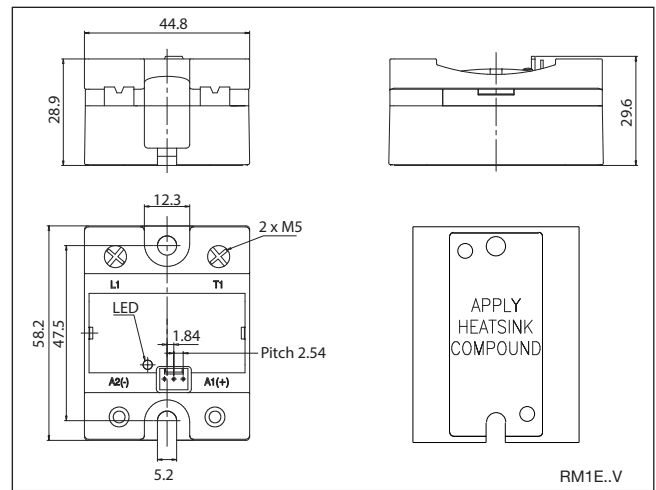 44.8
28.9
29.6
12.3
2 x M5
L1
T1
LED
1.84
Pitch 2.54
58.2
47.5
A2(-)
A1(+)
5.2
APPLY
HEATSINK
COMPOUND
RM1E..V